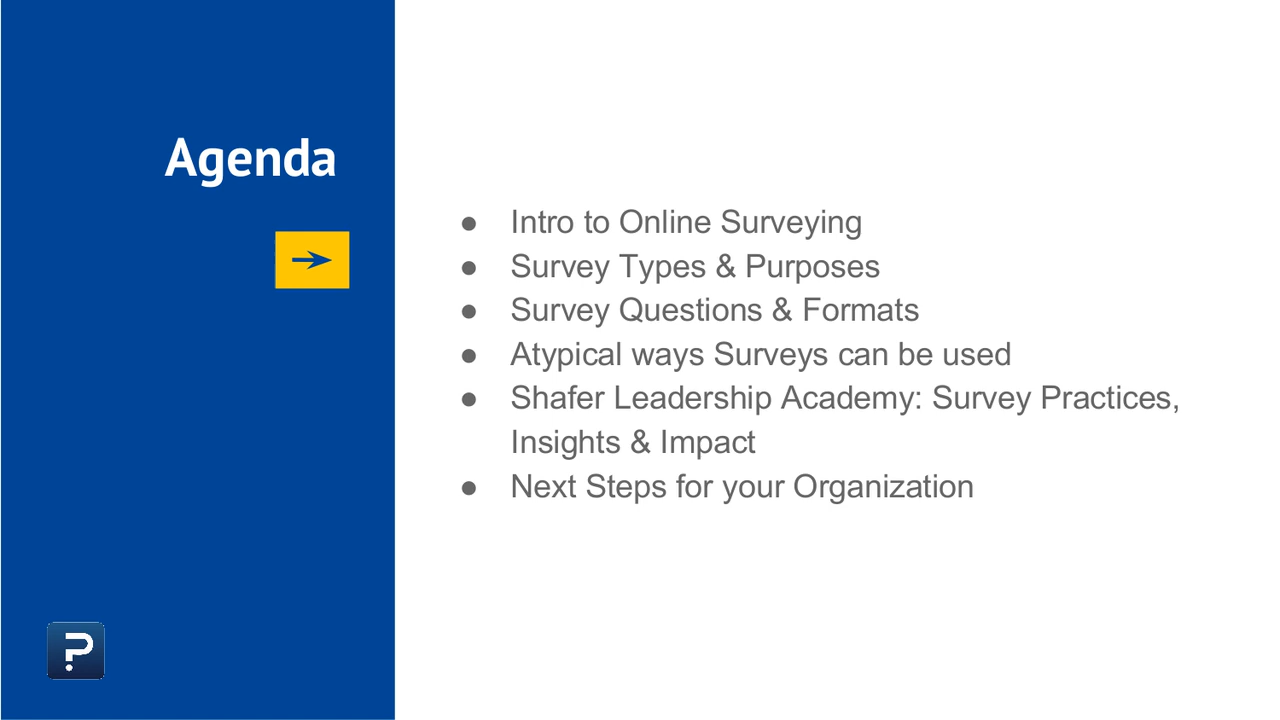 Agenda
● Intro to Online Surveying
● Survey Types & Purposes
● Survey Questions & Formats
● Atypical ways Surveys can be used
● Shafer Leadership Academy: Survey Practices,
Insights & Impact
● Next Steps for your Organization
?